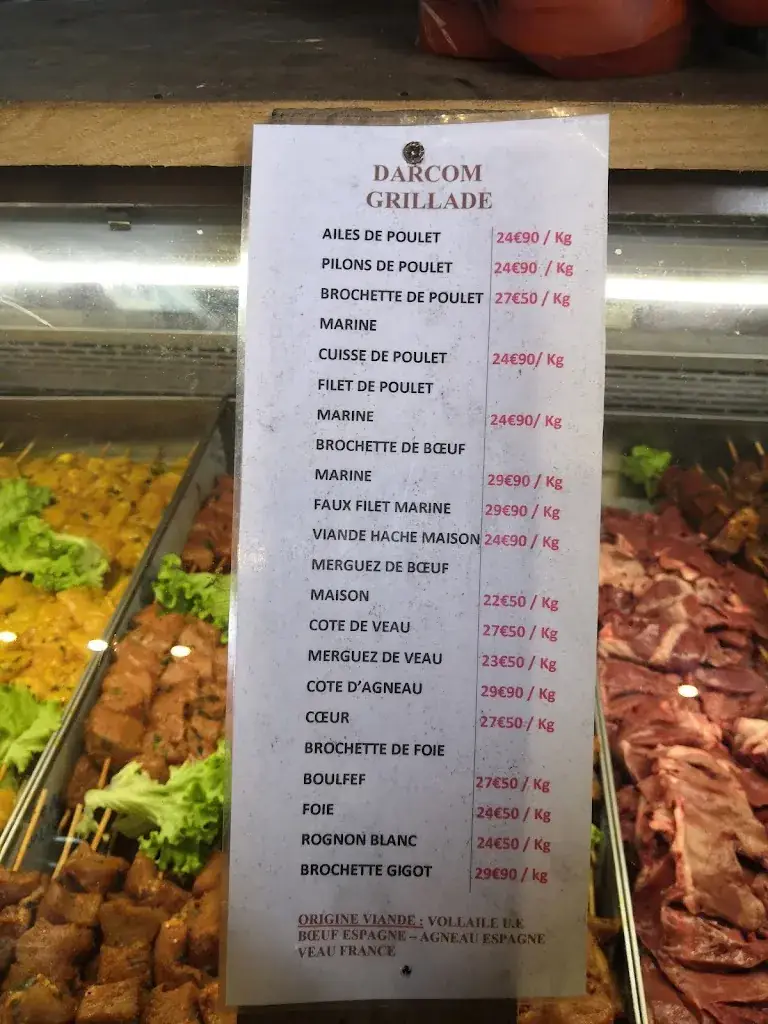 DARCOM
GRILLADE
AILES DE POULET 24€90 / Kg
PILONS DE POULET 24€90 / Kg
BROCHETTE DE POULET 27€50 / Kg
MARINE
CUISSE DE POULET 24€90/ Kg
FILET DE POULET
MARINE 24€90/ Kg
BROCHETTE DE BŒUF
MARINE 29€90 / Kg
FAUX FILET MARINE 29€90 / Kg
VIANDE HACHE MAISON 24€90 / Kg
MERGUEZ DE BŒUF
MAISON 22€50 / Kg
COTE DE VEAU 27€50 / Kg
MERGUEZ DE VEAU 23€50 / Kg
COTE D'AGNEAU 29€90 / Kg
CŒUR 27€50 / Kg
BROCHETTE DE FOIE
BOULFEF 27€50 / Kg
FOIE 24€50 / Kg
ROGNON BLANC 24€50 / Kg
BROCHETTE GIGOT 29€90 / kg
ORIGINE VIANDE : VOLLAILE U.E
BŒUF ESPAGNE – AGNEAU ESPAGNE
VEAU FRANCE